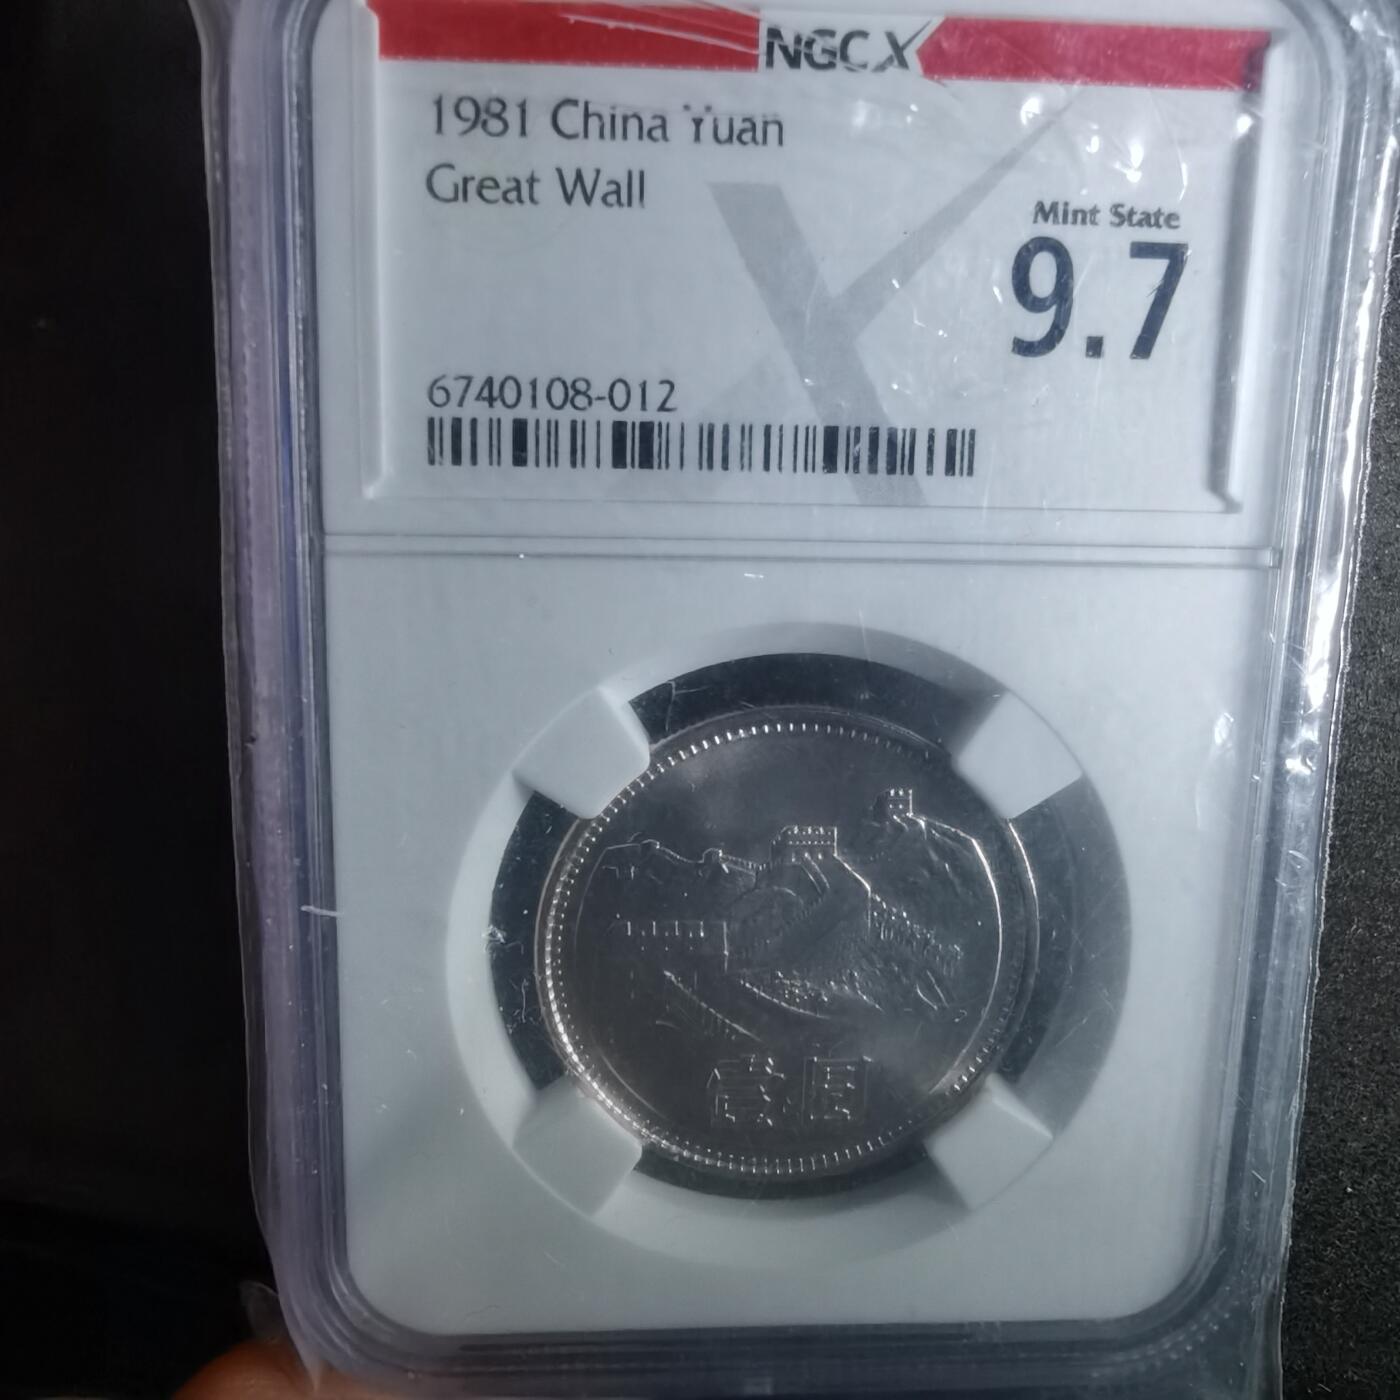 NGCX
1981 China Yuan
Great Wall
Mint State
9.7
6740108-012
壹圆